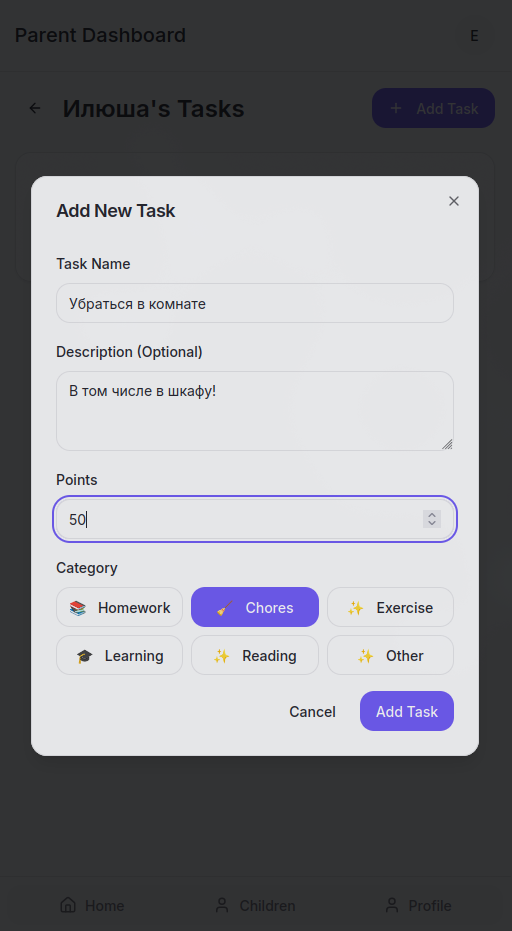 Parent Dashboard
E
Илюша's Tasks
Add Task
Add New Task
Task Name
Убраться в комнате
Description (Optional)
В том числе в шкафу!
Points
50
Category
Homework
Chores
Exercise
Learning
Reading
Other
Cancel
Add Task
Home
Children
Profile